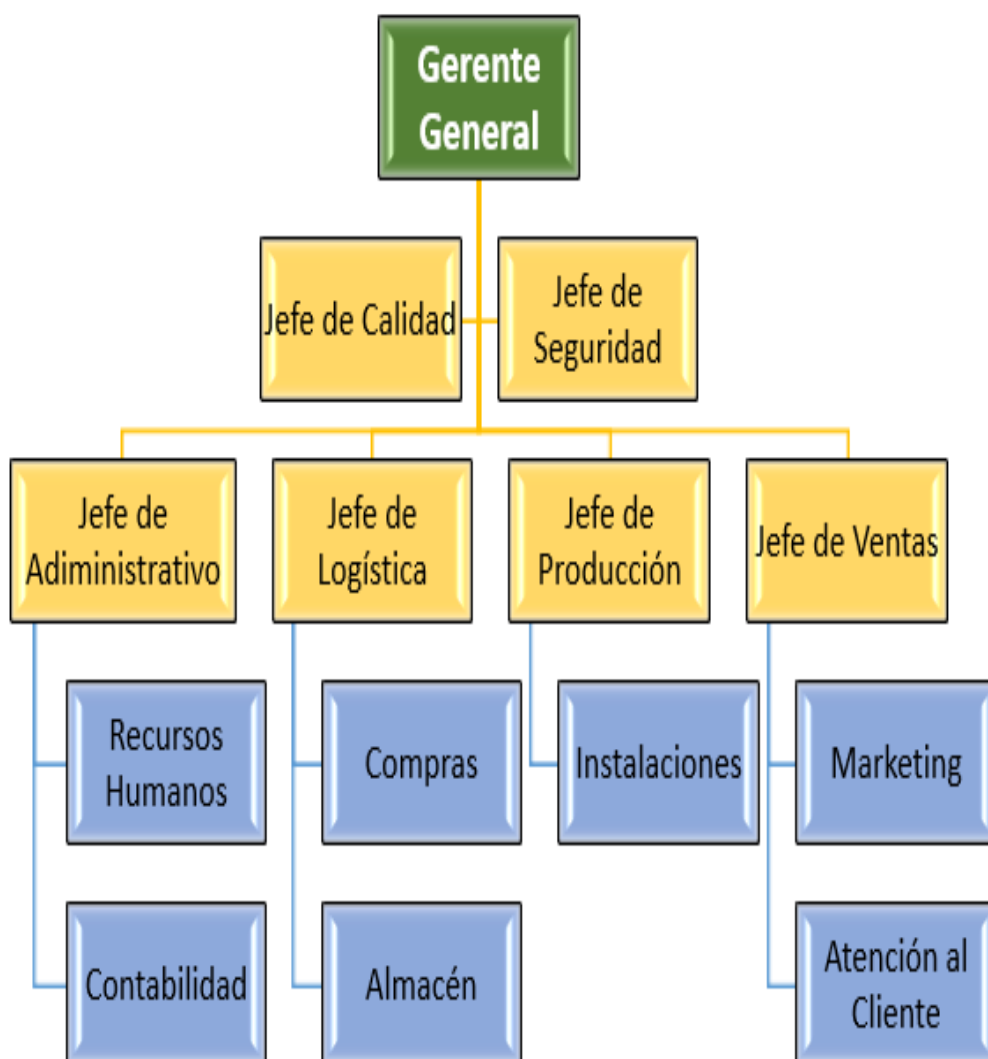 Gerente
General
Jefe de Calidad
Jefe de
Seguridad
Jefe de
Adiministrativo
Jefe de
Logística
Jefe de
Producción
Jefe de Ventas
Recursos
Humanos
Compras
Instalaciones
Marketing
Contabilidad
Almacén
Atención al
Cliente